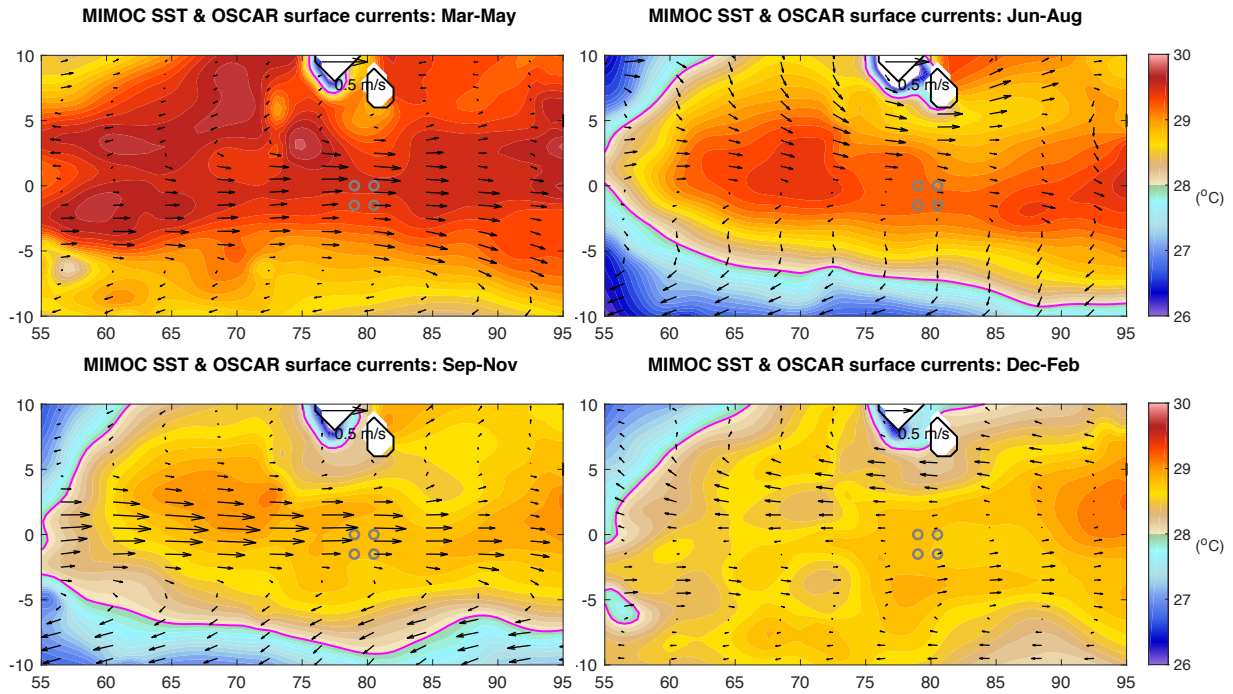 MIMOC SST & OSCAR surface currents: Mar-May
MIMOC SST & OSCAR surface currents: Jun-Aug
10
5
0
-5
-10
55 60 65 70 75 80 85 90 95
0.5 m/s
10
5
0
-5
-10
55 60 65 70 75 80 85 90 95
0.5 m/s
30
29
28
27
26
(°C)
MIMOC SST & OSCAR surface currents: Sep-Nov
MIMOC SST & OSCAR surface currents: Dec-Feb
10
5
0
-5
-10
55 60 65 70 75 80 85 90 95
0.5 m/s
10
5
0
-5
-10
55 60 65 70 75 80 85 90 95
0.5 m/s
30
29
28
27
26
(°C)